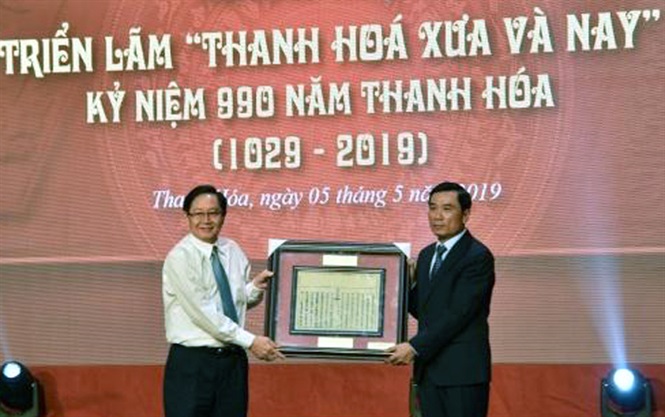 TRIỂN LÃM “THANH HOÁ XƯA VÀ NAY”
KỶ NIỆM 990 NĂM THANH HÓA
(1029 - 2019)
Hóa, ngày 05 tháng 5 2019